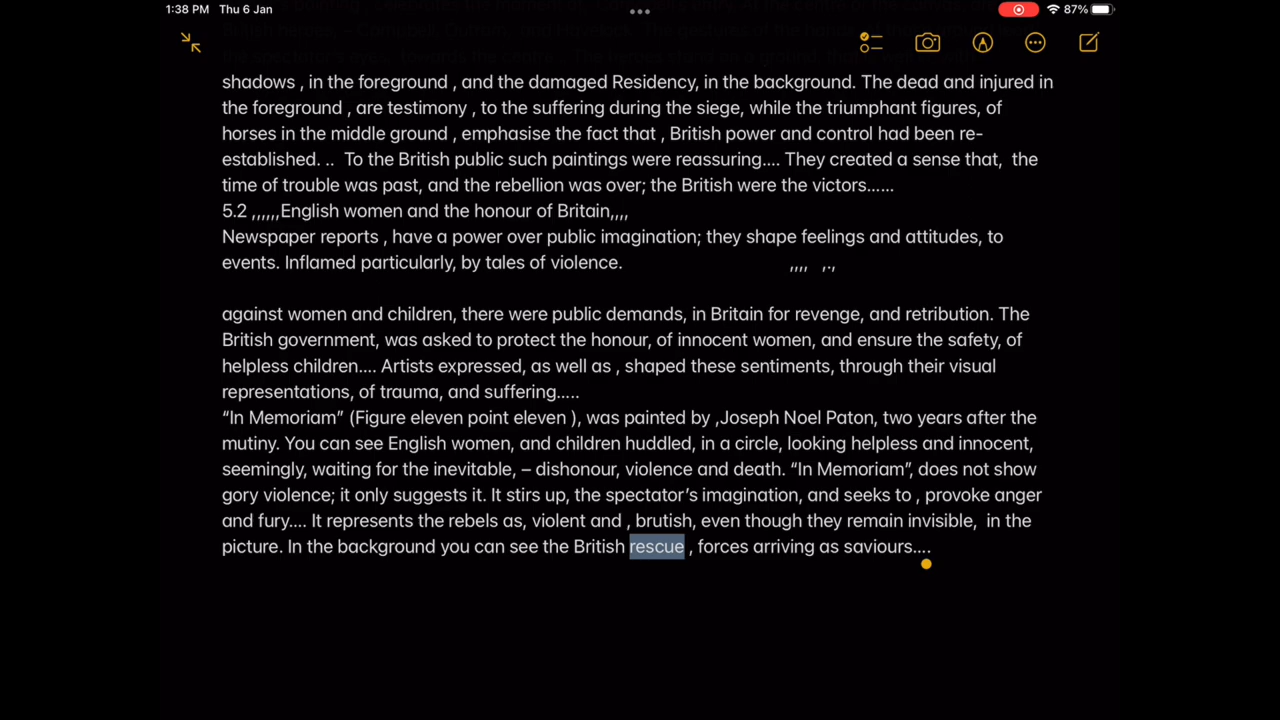 1:38 PM Thu 6 Jan
87%
shadows , in the foreground , and the damaged Residency, in the background. The dead and injured in
the foreground , are testimony , to the suffering during the siege, while the triumphant figures, of
horses in the middle ground , emphasise the fact that , British power and control had been re-
established. .. To the British public such paintings were reassuring.... They created a sense that, the
time of trouble was past, and the rebellion was over; the British were the victors......
5.2 ,,,,,,English women and the honour of Britain,,,,
Newspaper reports , have a power over public imagination; they shape feelings and attitudes, to
events. Inflamed particularly, by tales of violence. ,,,, ,.,
against women and children, there were public demands, in Britain for revenge, and retribution. The
British government, was asked to protect the honour, of innocent women, and ensure the safety, of
helpless children.... Artists expressed, as well as , shaped these sentiments, through their visual
representations, of trauma, and suffering.....
“In Memoriam” (Figure eleven point eleven ), was painted by ,Joseph Noel Paton, two years after the
mutiny. You can see English women, and children huddled, in a circle, looking helpless and innocent,
seemingly, waiting for the inevitable, – dishonour, violence and death. “In Memoriam”, does not show
gory violence; it only suggests it. It stirs up, the spectator’s imagination, and seeks to , provoke anger
and fury.... It represents the rebels as, violent and , brutish, even though they remain invisible, in the
picture. In the background you can see the British rescue , forces arriving as saviours....